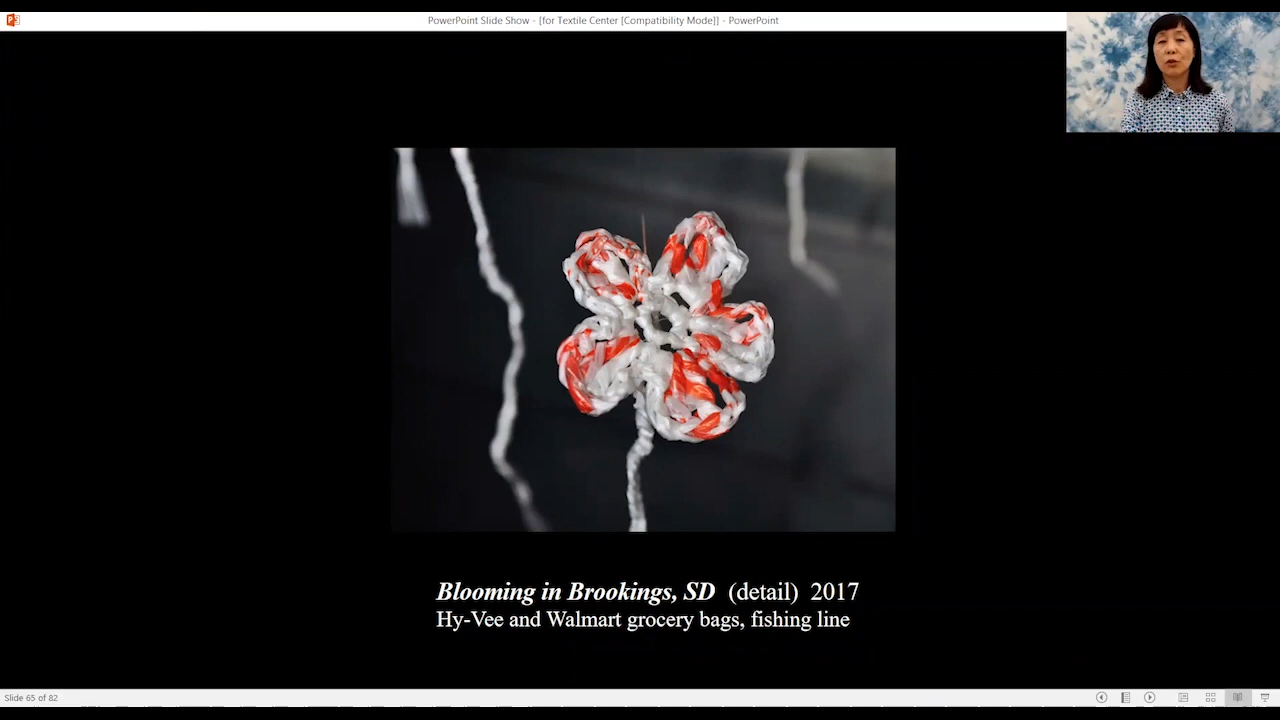 PowerPoint Slide Show - [for Textile Center [Compatibility Mode]] - PowerPoint
Blooming in Brookings, SD (detail) 2017
Hy-Vee and Walmart grocery bags, fishing line
Slide 65 of 82